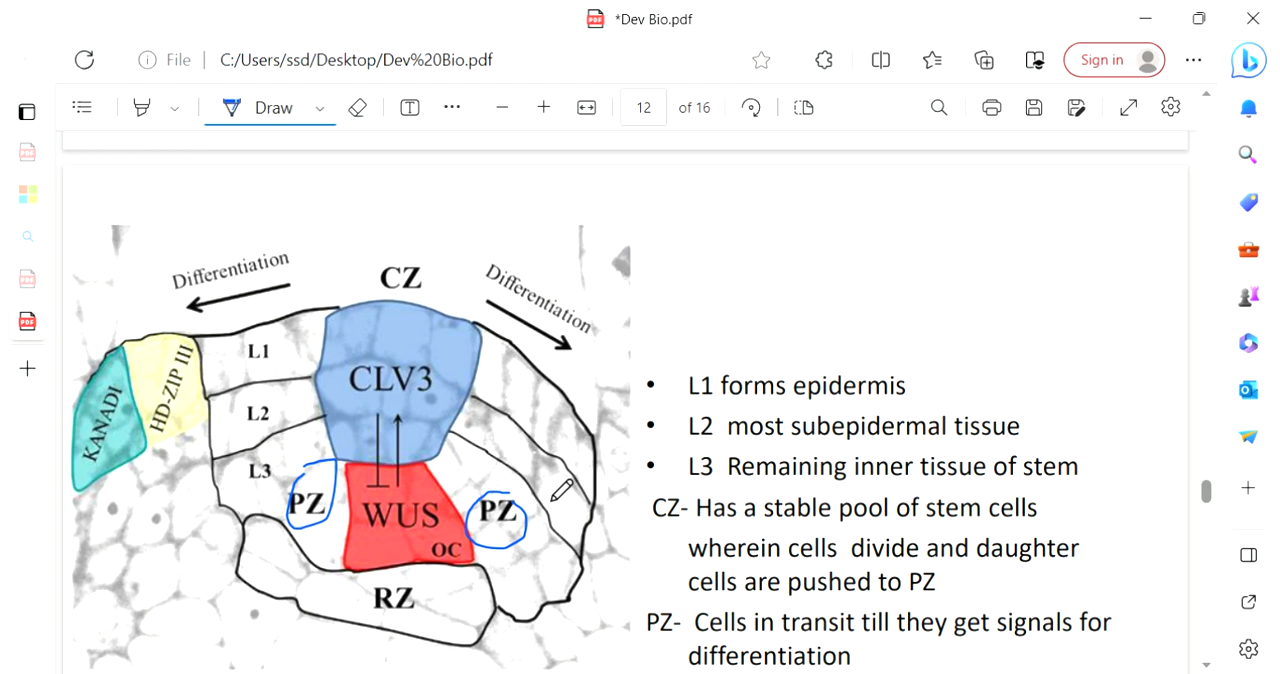 *Dev Bio.pdf
File
C:/Users/ssd/Desktop/Dev%20Bio.pdf
Sign in
Draw
12
of 16
Differentiation
CZ
Differentiation
L1
CLV3
KANADI
HD-ZIP III
L2
L3
PZ
WUS
PZ
OC
RZ
• L1 forms epidermis
• L2 most subepidermal tissue
• L3 Remaining inner tissue of stem
CZ- Has a stable pool of stem cells
wherein cells divide and daughter
cells are pushed to PZ
PZ- Cells in transit till they get signals for
differentiation